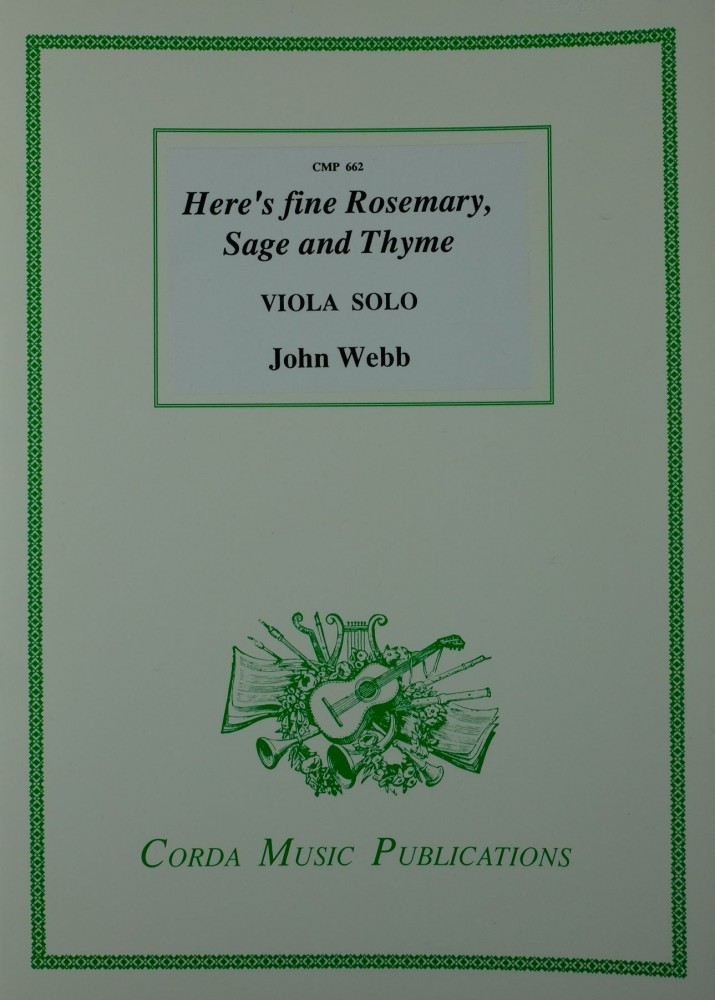 CMP 662
Here's fine Rosemary,
Sage and Thyme
VIOLA SOLO
John Webb
CORDA MUSIC PUBLICATIONS